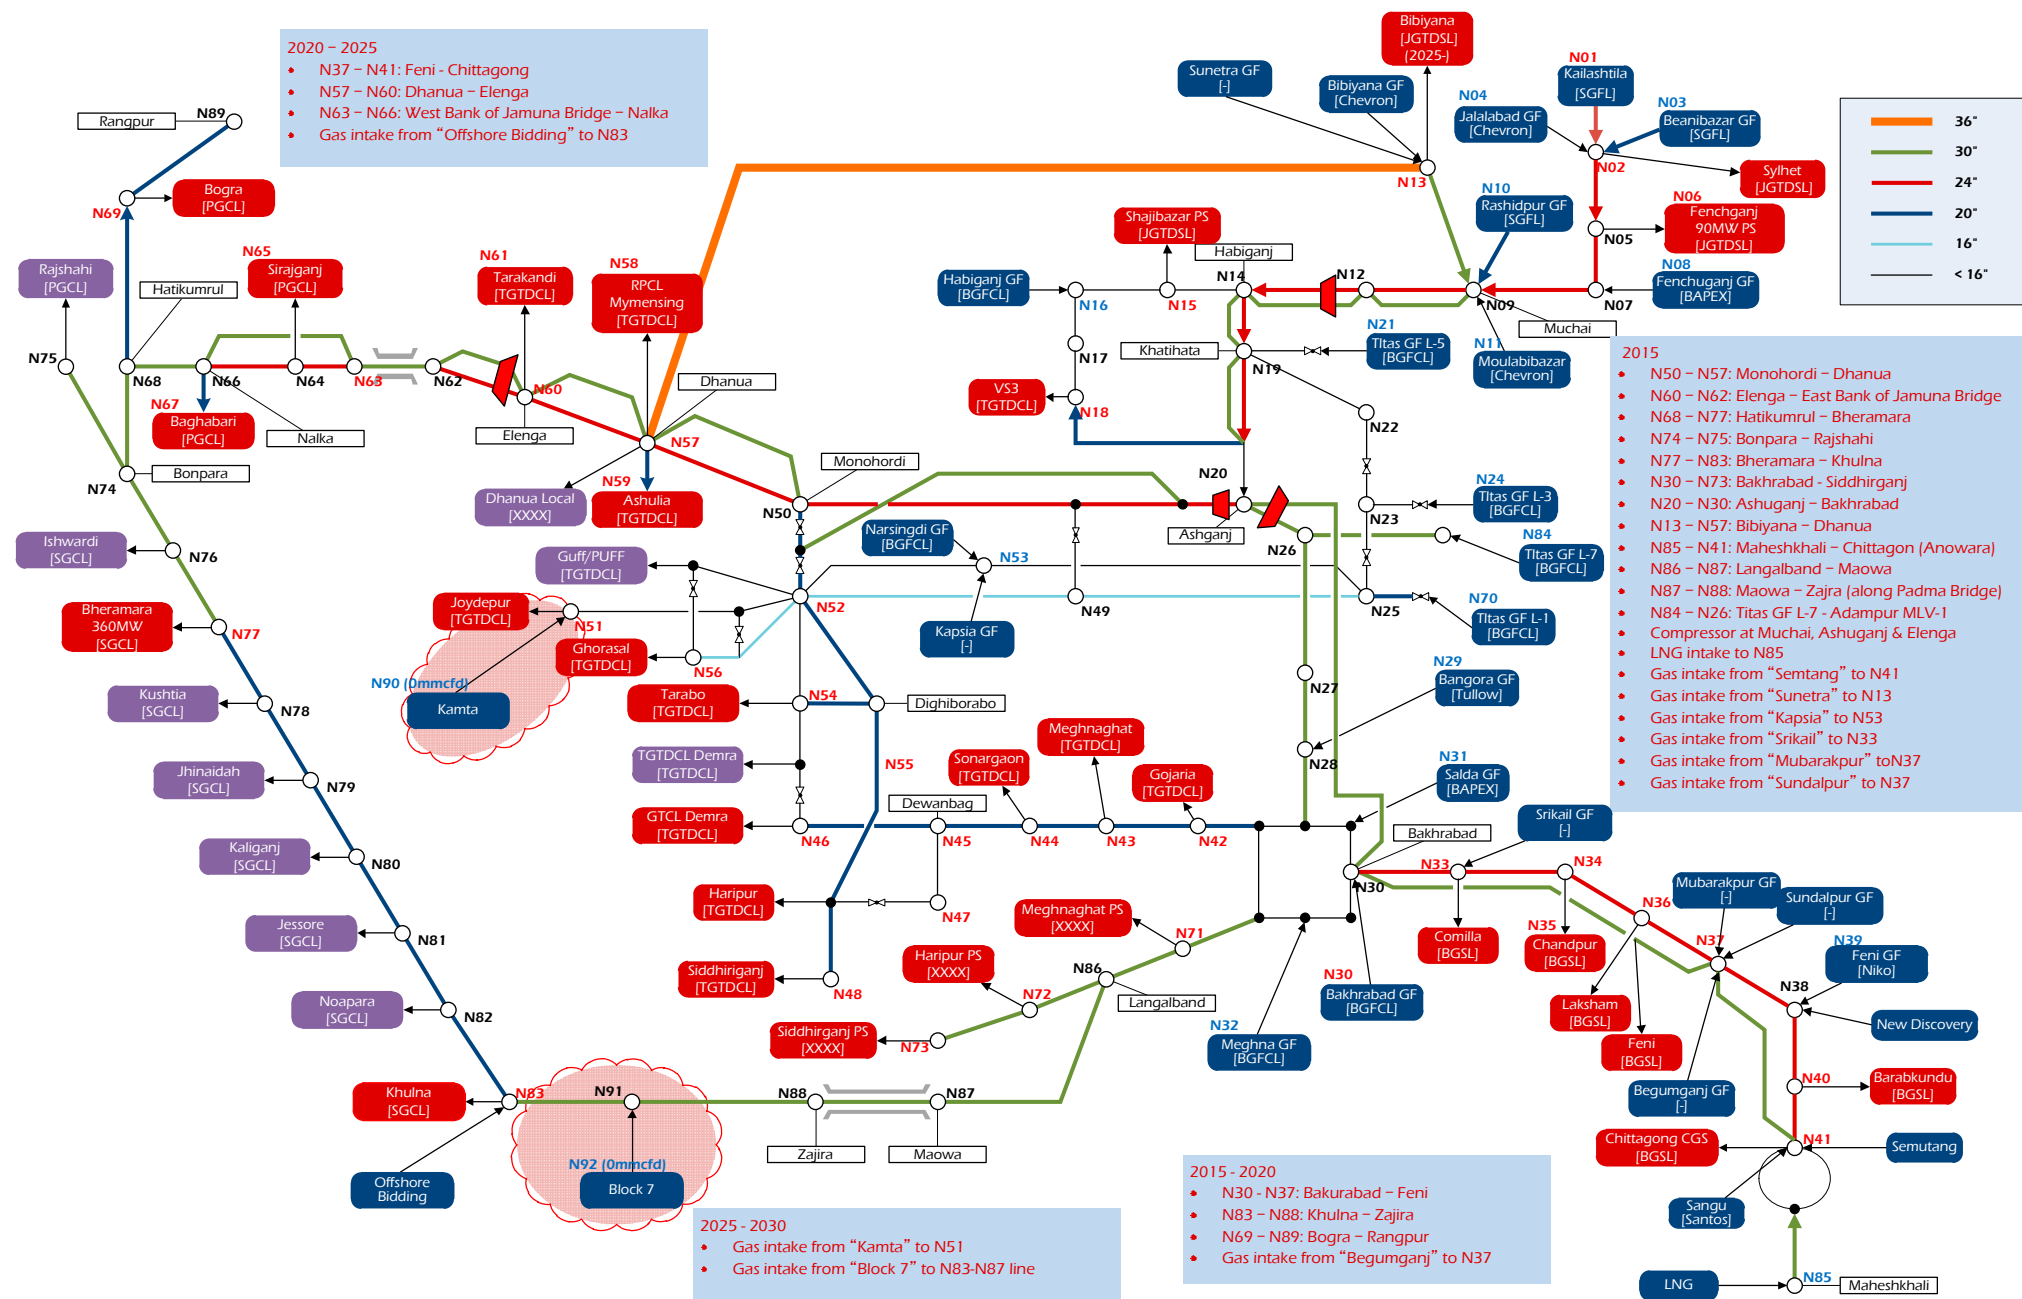 2020 – 2025
• N37 – N41: Feni - Chittagong
• N57 – N60: Dhanua – Elenga
• N63 – N66: West Bank of Jamuna Bridge – Nalka
• Gas intake from “Offshore Bidding” to N83
Bibiyana
[JGTDSL]
(2025-)
Sunetra GF
[-]
Bibiyana GF
[Chevron]
N01
Kailashtila
[SGFL]
N04
Jalalabad GF
[Chevron]
N03
Beanibazar GF
[SGFL]
36"
30"
24"
20"
16"
< 16"
Rangpur
N89
N02
Sylhet
[JGTDSL]
N13
Bogra
[PGCL]
N69
N10
Rashidpur GF
[SGFL]
N06
Fenchganj
90MW PS
[JGTDSL]
N05
Shajibazar PS
[JGTDSL]
Habiganj
N65
Sirajganj
[PGCL]
N61
Tarakandi
[TGTDCL]
N58
RPCL
Mymensing
[TGTDCL]
Rajshahi
[PGCL]
Hatikumrul
Habiganj GF
[BGFCL]
N16
N15
N14
N12
N09
N08
Fenchuganj GF
[BAPEX]
N07
Muchai
N21
TItas GF L-5
[BGFCL]
N11
Moulabibazar
[Chevron]
N17
Khatihata
N19
N75
N68
N66
N64
N63
N62
N60
Dhanua
VS3
[TGTDCL]
N18
N22
N67
Baghabari
[PGCL]
Nalka
Elenga
N57
2015
• N50 – N57: Monohordi – Dhanua
• N60 – N62: Elenga – East Bank of Jamuna Bridge
• N68 – N77: Hatikumrul – Bheramara
• N74 – N75: Bonpara – Rajshahi
• N77 – N83: Bheramara – Khulna
• N30 – N73: Bakhrabad - Siddhirganj
• N20 – N30: Ashuganj – Bakhrabad
• N13 – N57: Bibiyana – Dhanua
• N85 – N41: Maheshkhali – Chittagon (Anowara)
• N86 – N87: Langalband – Maowa
• N87 – N88: Maowa – Zajra (along Padma Bridge)
• N84 – N26: Titas GF L-7 - Adampur MLV-1
• Compressor at Muchai, Ashuganj & Elenga
• LNG intake to N85
• Gas intake from “Semtang” to N41
• Gas intake from “Sunetra” to N13
• Gas intake from “Kapsia” to N53
• Gas intake from “Srikail” to N33
• Gas intake from “Mubarakpur” toN37
• Gas intake from “Sundalpur” to N37
Bonpara
N74
Monohordi
N59
Ashulia
[TGTDCL]
Dhanua Local
[XXXX]
N50
N20
Ashganj
N24
TItas GF L-3
[BGFCL]
N23
Ishwardi
[SGCL]
N76
Guff/PUFF
[TGTDCL]
Narsingdi GF
[BGFCL]
N53
N26
N84
TItas GF L-7
[BGFCL]
Bheramara
360MW
[SGCL]
N77
Joydepur
[TGTDCL]
N51
N52
N49
N25
N70
TItas GF L-1
[BGFCL]
Kapsia GF
[-]
Ghorasal
[TGTDCL]
N56
N90 (0mmcfd)
Kamta
Kushtia
[SGCL]
N78
Tarabo
[TGTDCL]
N54
Dighiborabo
N27
N29
Bangora GF
[Tullow]
N28
Jhinaidah
[SGCL]
N79
TGTDCL Demra
[TGTDCL]
N55
Meghnaghat
[TGTDCL]
Sonargaon
[TGTDCL]
Gojaria
[TGTDCL]
N31
Salda GF
[BAPEX]
Dewanbag
GTCL Demra
[TGTDCL]
N46
N45
N44
N43
N42
Srikail GF
[-]
Bakhrabad
Kaliganj
[SGCL]
N80
N30
N33
N34
Haripur
[TGTDCL]
N47
Meghnaghat PS
[XXXX]
N71
Mubarakpur GF
[-]
Sundalpur GF
[-]
N36
N35
Chandpur
[BGSL]
Comilla
[BGSL]
Jessore
[SGCL]
N81
N37
N39
Feni GF
[Niko]
Siddhiriganj
[TGTDCL]
N48
Haripur PS
[XXXX]
N86
Langalband
N72
N30
Bakhrabad GF
[BGFCL]
N38
New Discovery
Laksham
[BGSL]
Feni
[BGSL]
Noapara
[SGCL]
N82
Siddhirganj PS
[XXXX]
N73
N32
Meghna GF
[BGFCL]
Khulna
[SGCL]
N83
N91
N88
N87
Begumganj GF
[-]
N40
Barabkundu
[BGSL]
Zajira
Maowa
Chittagong CGS
[BGSL]
N41
Semutang
N92 (0mmcfd)
Block 7
Offshore
Bidding
Sangu
[Santos]
2015 - 2020
• N30 - N37: Bakurabad – Feni
• N83 – N88: Khulna – Zajira
• N69 – N89: Bogra – Rangpur
• Gas intake from “Begumganj” to N37
2025 - 2030
• Gas intake from “Kamta” to N51
• Gas intake from “Block 7” to N83-N87 line
LNG
N85
Maheshkhali